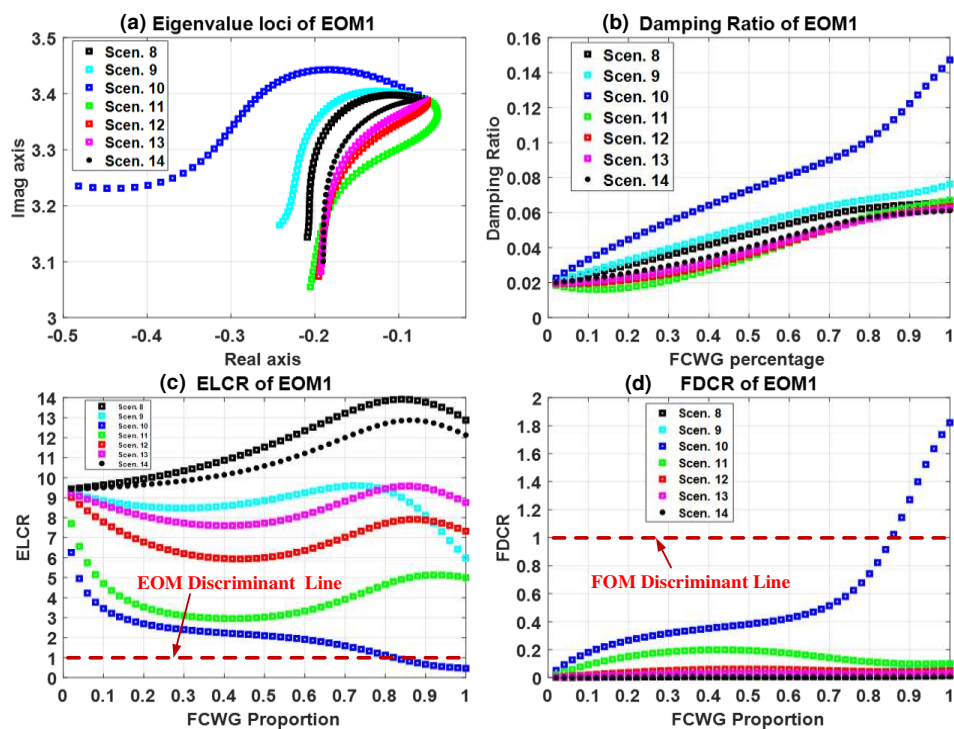 (a) Eigenvalue loci of EOM1
3.5
3.4
3.3
3.2
3.1
3
Imag axis
Scen. 8
Scen. 9
Scen. 10
Scen. 11
Scen. 12
Scen. 13
Scen. 14
-0.5 -0.4 -0.3 -0.2 -0.1
Real axis
(b) Damping Ratio of EOM1
0.16
0.14
0.12
0.10
0.08
0.06
0.04
0.02
0
Damping Ratio
Scen. 8
Scen. 9
Scen. 10
Scen. 11
Scen. 12
Scen. 13
Scen. 14
0 0.1 0.2 0.3 0.4 0.5 0.6 0.7 0.8 0.9 1
FCWG percentage
(c) ELCR of EOM1
14
13
12
11
10
9
8
7
6
5
4
3
2
1
0
ELCR
Scen. 8
Scen. 9
Scen. 10
Scen. 11
Scen. 12
Scen. 13
Scen. 14
EOM Discriminant Line
0 0.1 0.2 0.3 0.4 0.5 0.6 0.7 0.8 0.9 1
FCWG Proportion
(d) FDCR of EOM1
2
1.8
1.6
1.4
1.2
1
0.8
0.6
0.4
0.2
0
FDCR
Scen. 8
Scen. 9
Scen. 10
Scen. 11
Scen. 12
Scen. 13
Scen. 14
FOM Discriminant Line
0 0.1 0.2 0.3 0.4 0.5 0.6 0.7 0.8 0.9 1
FCWG Proportion